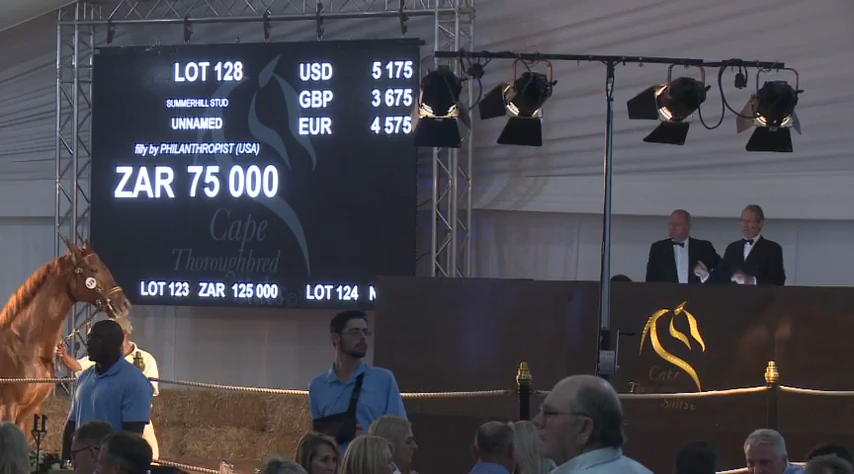 LOT 128
USD 5 175
SUMMERHILL STUD
GBP 3 675
UNNAMED
EUR 4 575
filly by PHILANTHROPIST (USA)
ZAR 75 000
Cape
Thoroughbred
LOT 123 ZAR 125 000 LOT 124
Cape